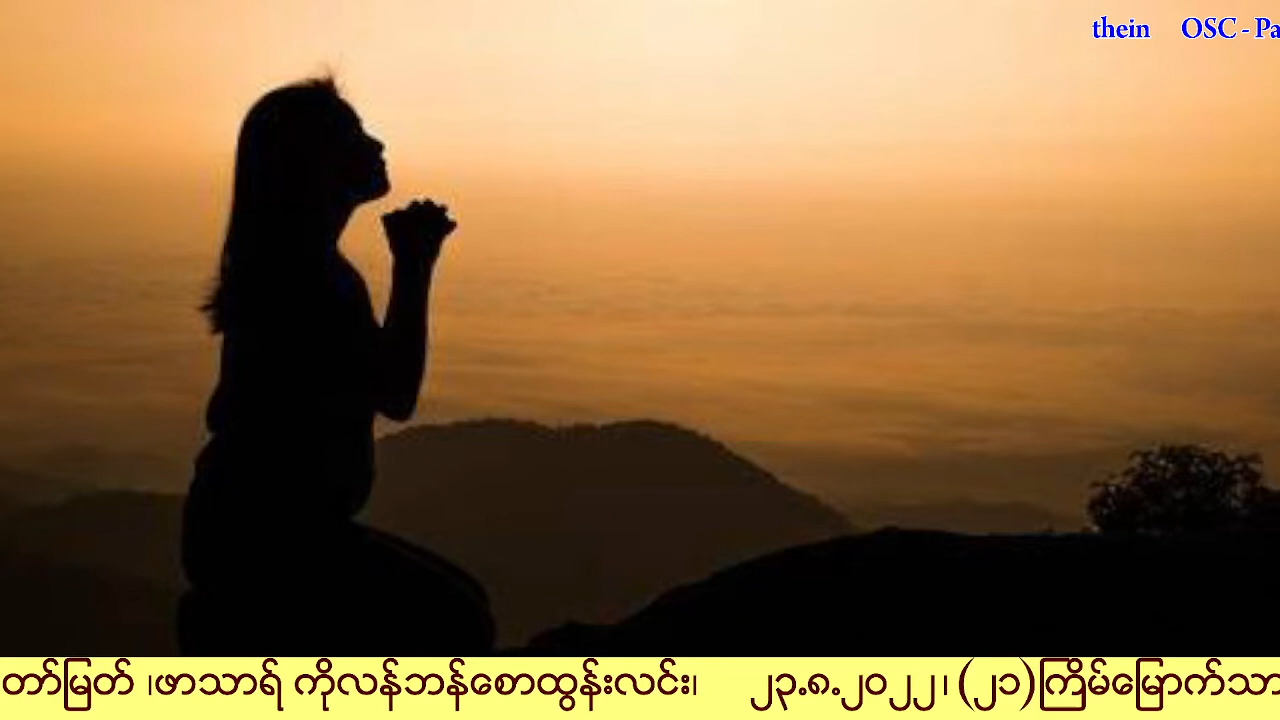 thein OSC - Pa
တာ်မြတ် ၊ဖာသာရ် ကိုလန်ဘန်စောထွန်းလင်း၊ ၂၃.၈.၂၀၂၂၊ (၂၁)ကြိမ်မြောက်သာ